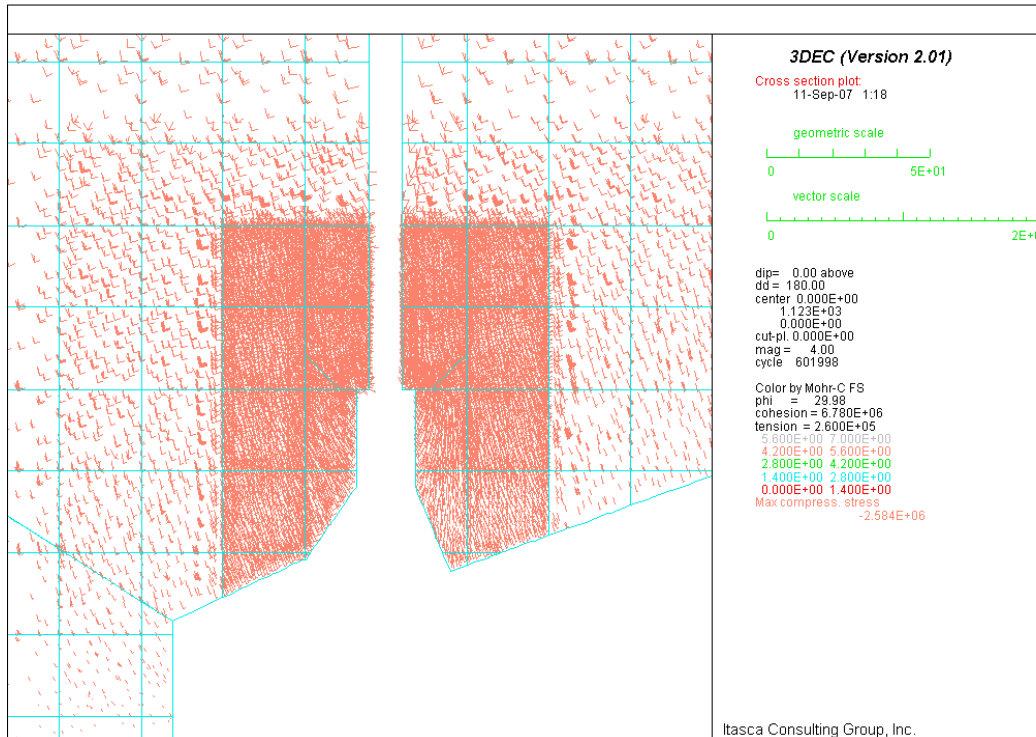 3DEC (Version 2.01)
Cross section plot:
11-Sep-07 1:18
geometric scale
0 5E+01
vector scale
0
dip= 0.00 above
dd = 180.00
center 0.000E+00
1.123E+03
0.000E+00
cut-pl. 0.000E+00
mag = 4.00
cycle 601998
Color by Mohr-C FS
phi = 29.98
cohesion = 6.780E+06
tension = 2.600E+05
5.600E+00 7.000E+00
4.200E+00 5.600E+00
2.800E+00 4.200E+00
1.400E+00 2.800E+00
0.000E+00 1.400E+00
Max compress. stress
-2.584E+06
Itasca Consulting Group, Inc.